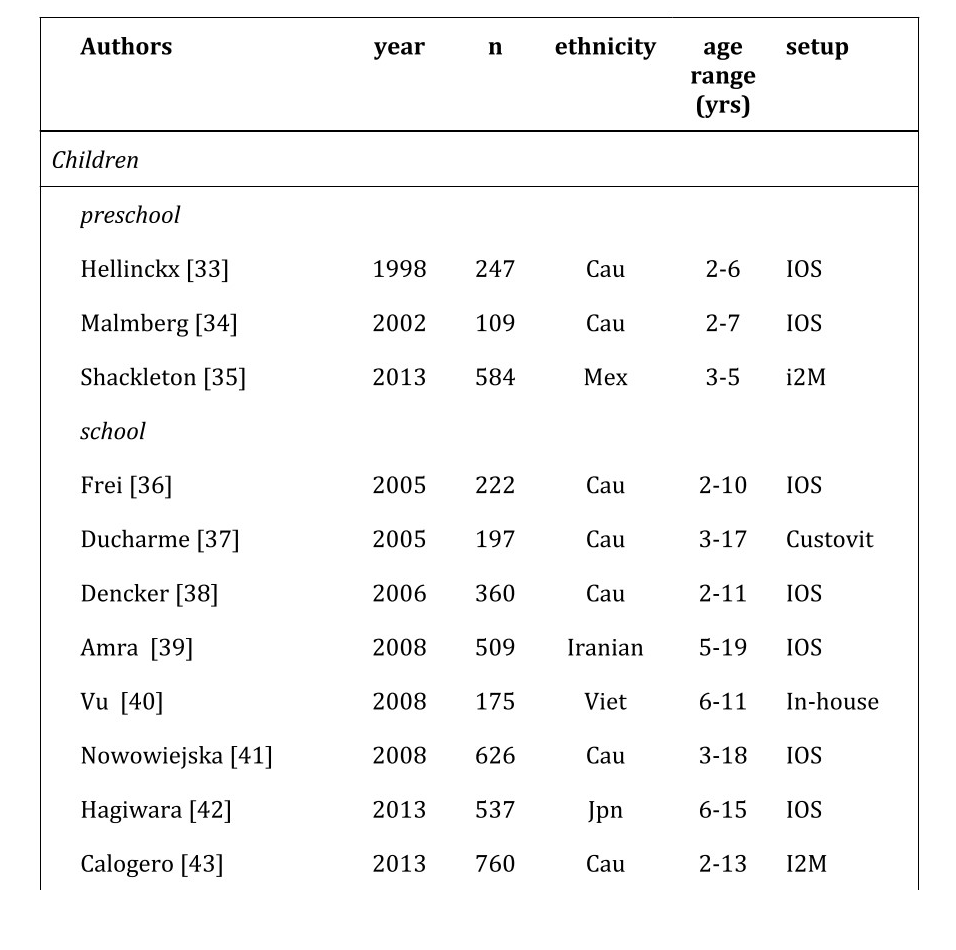 Authors year n ethnicity age setup
range
(yrs)
Children
preschool
Hellinckx [33] 1998 247 Cau 2-6 IOS
Malmberg [34] 2002 109 Cau 2-7 IOS
Shackleton [35] 2013 584 Mex 3-5 i2M
school
Frei [36] 2005 222 Cau 2-10 IOS
Ducharme [37] 2005 197 Cau 3-17 Custovit
Dencker [38] 2006 360 Cau 2-11 IOS
Amra [39] 2008 509 Iranian 5-19 IOS
Vu [40] 2008 175 Viet 6-11 In-house
Nowowiejska [41] 2008 626 Cau 3-18 IOS
Hagiwara [42] 2013 537 Jpn 6-15 IOS
Calogero [43] 2013 760 Cau 2-13 I2M